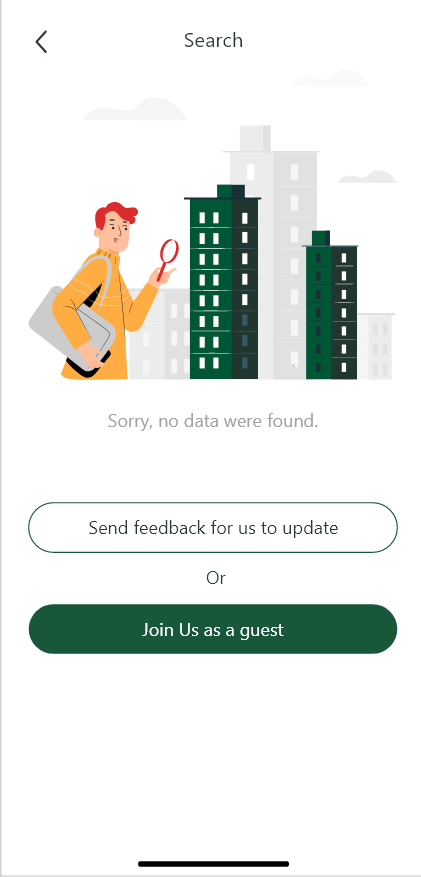 Search
Sorry, no data were found.
Send feedback for us to update
Or
Join Us as a guest